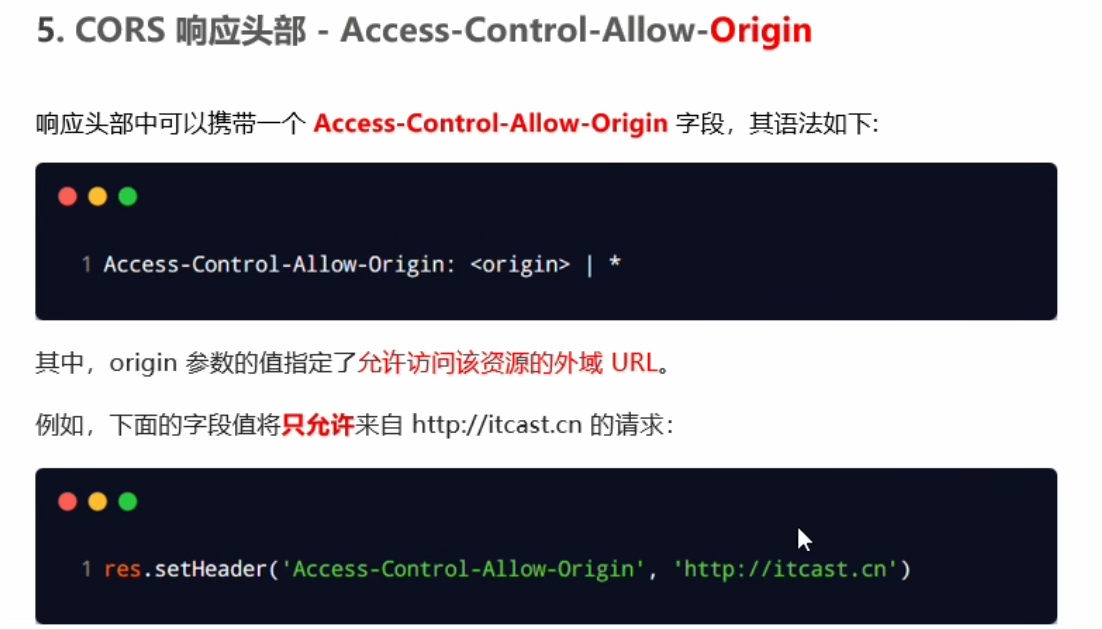 5. CORS 响应头部 - Access-Control-Allow-Origin
响应头部中可以携带一个 Access-Control-Allow-Origin 字段，其语法如下:
1 Access-Control-Allow-Origin: <origin> | *
其中，origin 参数的值指定了允许访问该资源的外域 URL。
例如，下面的字段值将只允许来自 http://itcast.cn 的请求：
1 res.setHeader('Access-Control-Allow-Origin', 'http://itcast.cn')